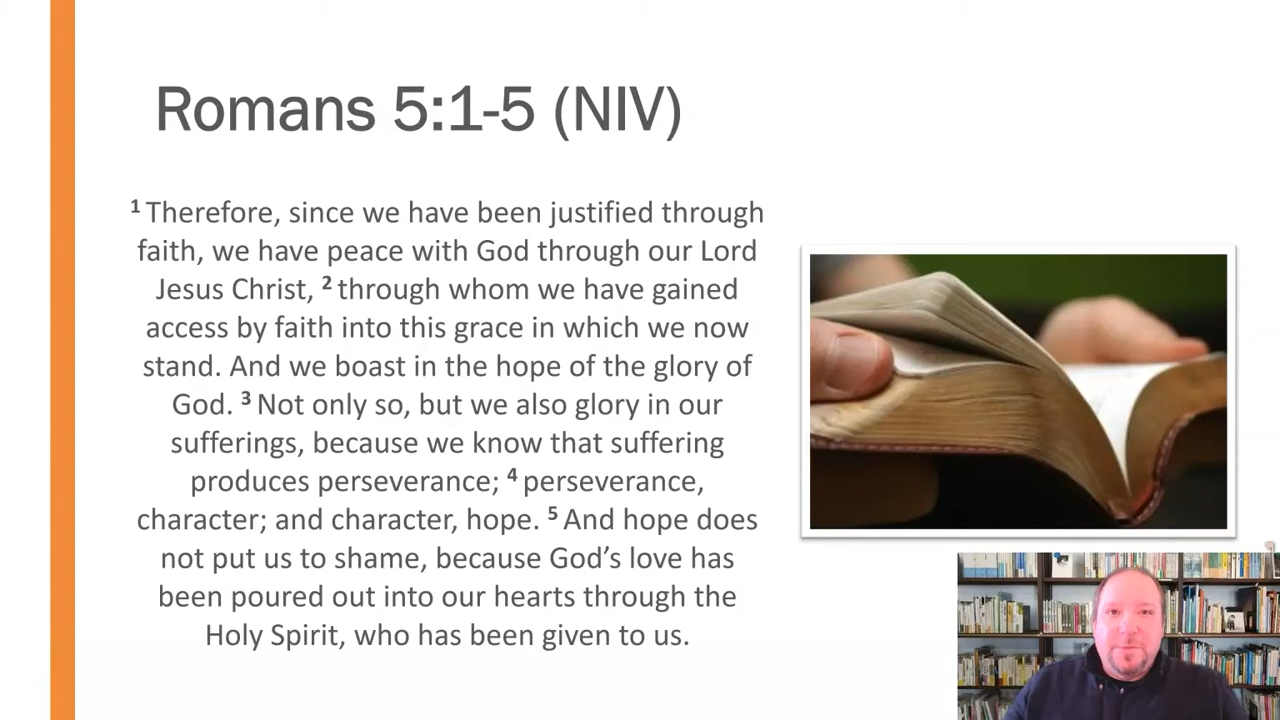 Romans 5:1-5 (NIV)
1 Therefore, since we have been justified through
faith, we have peace with God through our Lord
Jesus Christ, 2 through whom we have gained
access by faith into this grace in which we now
stand. And we boast in the hope of the glory of
God. 3 Not only so, but we also glory in our
sufferings, because we know that suffering
produces perseverance; 4 perseverance,
character; and character, hope. 5 And hope does
not put us to shame, because God’s love has
been poured out into our hearts through the
Holy Spirit, who has been given to us.